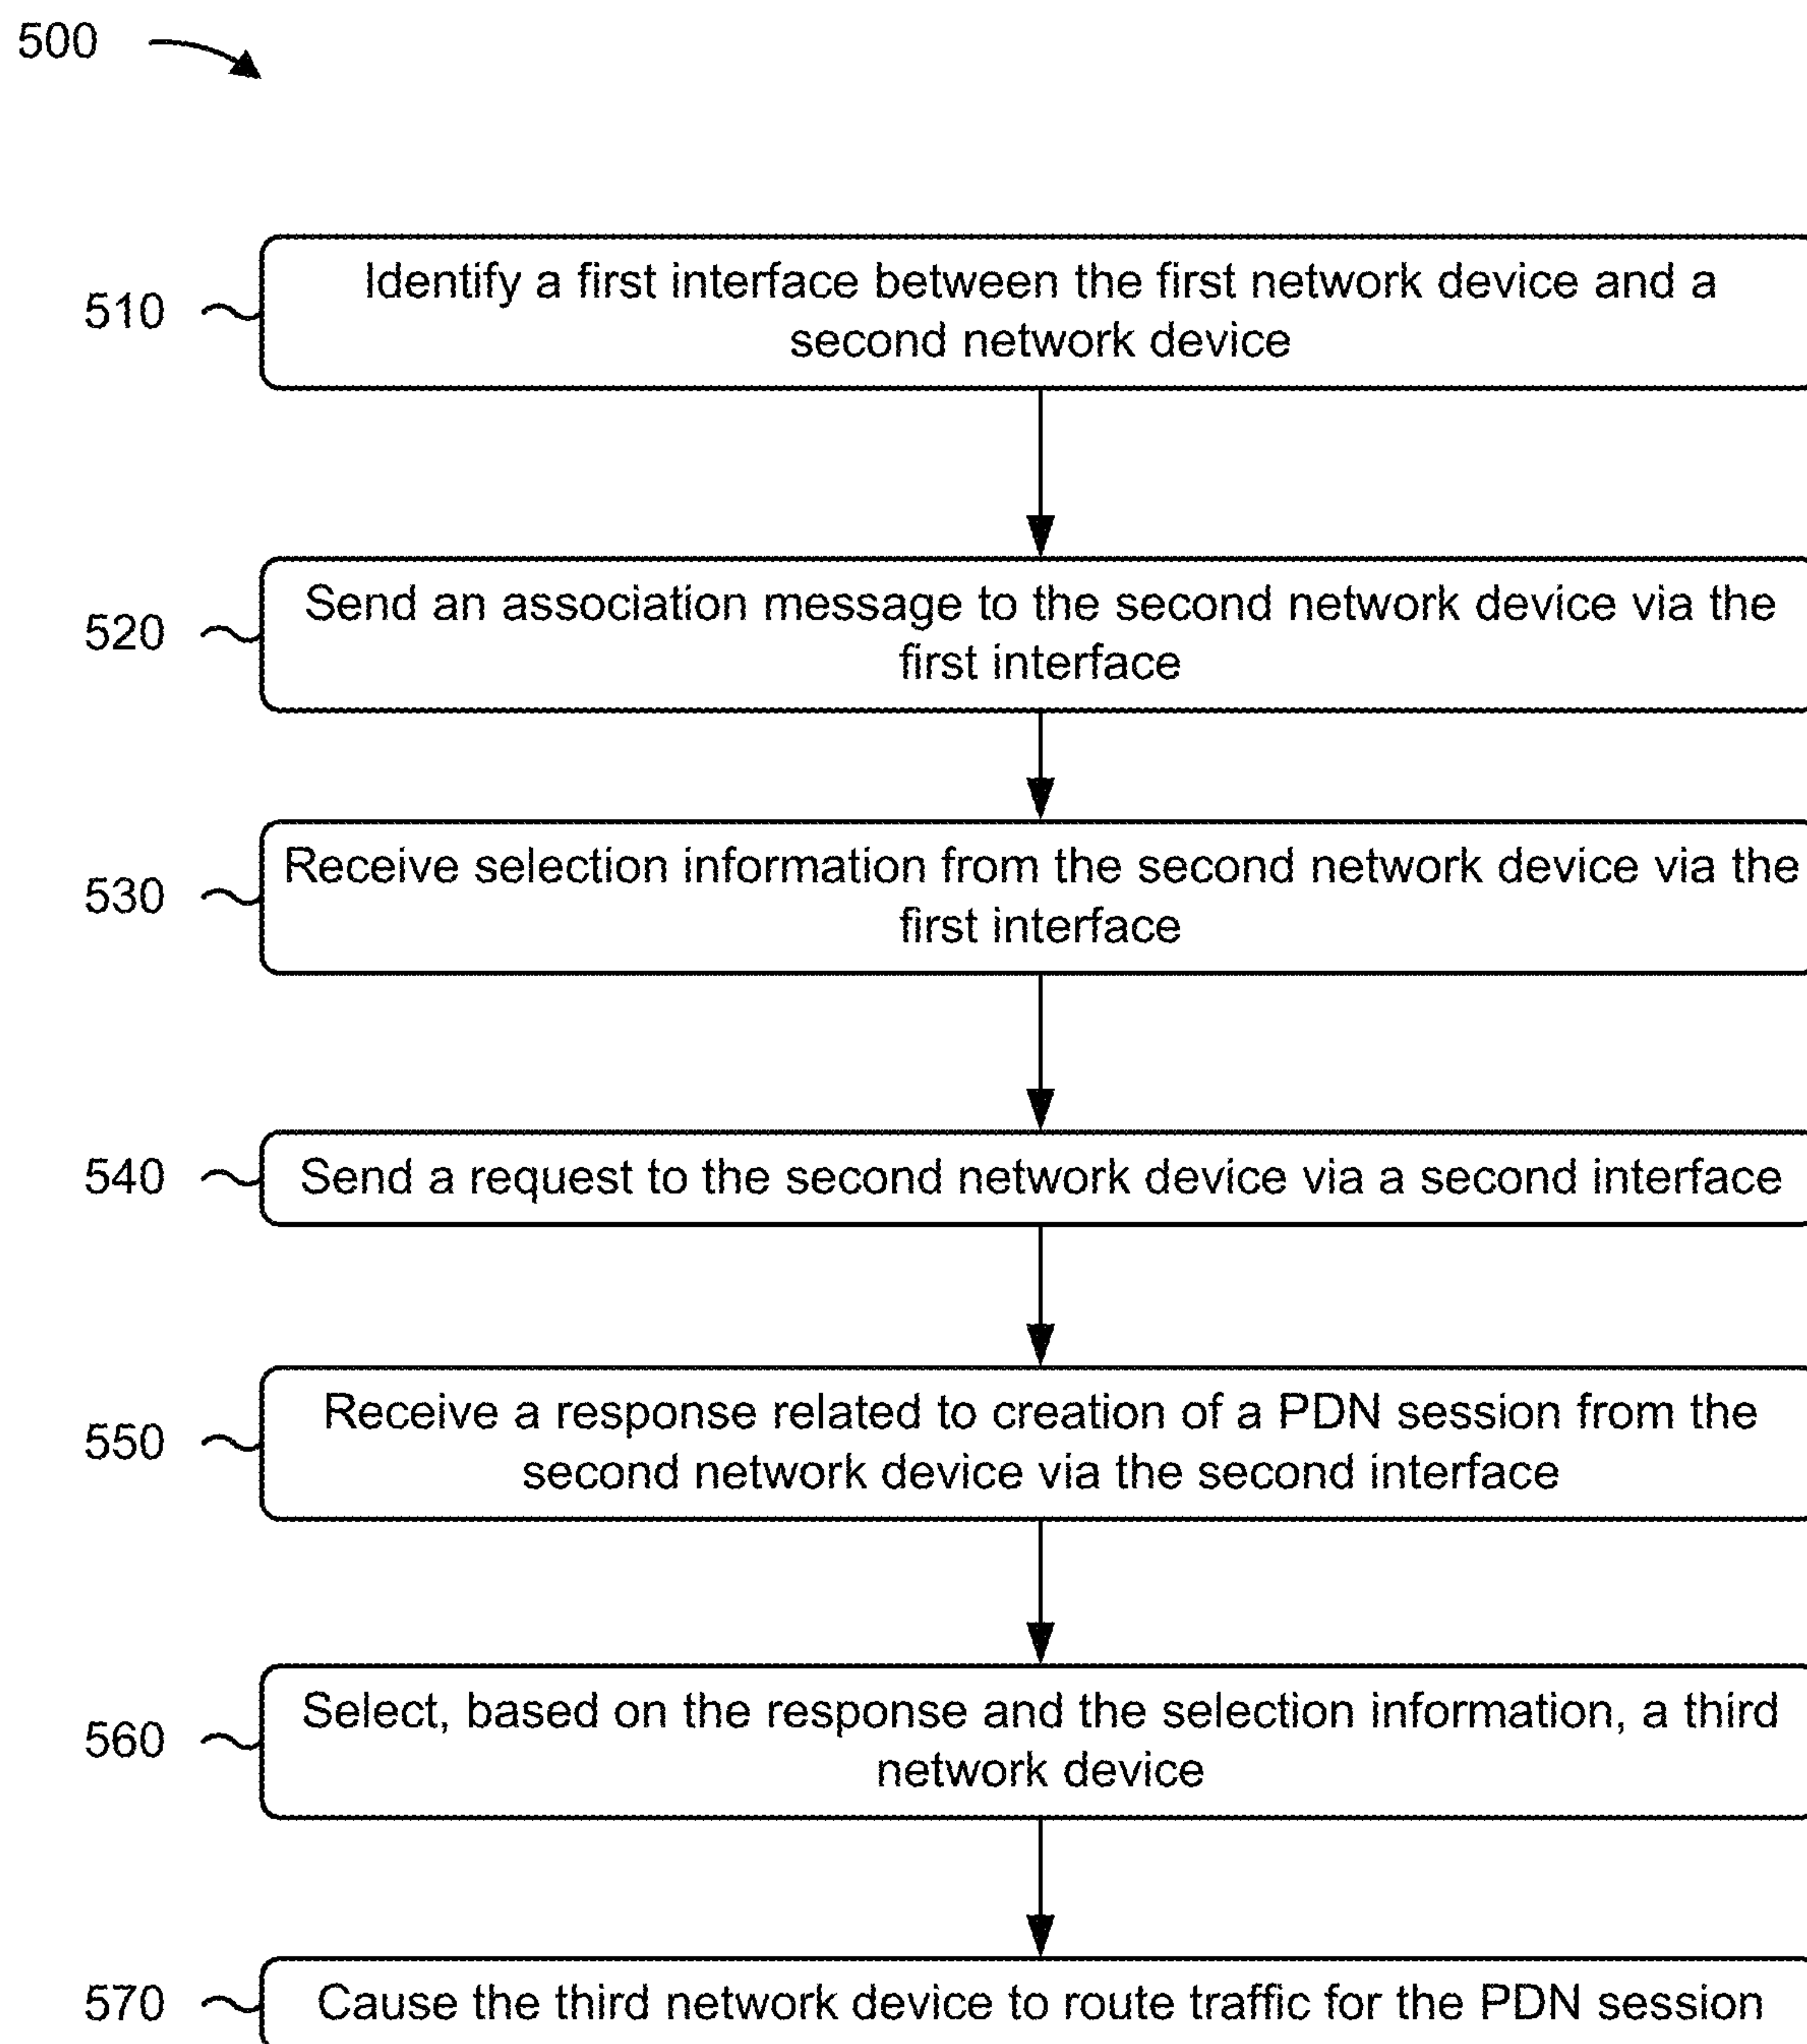 500
510
Identify a first interface between the first network device and a
second network device
520
Send an association message to the second network device via the
first interface
530
Receive selection information from the second network device via the
first interface
540
Send a request to the second network device via a second interface
550
Receive a response related to creation of a PDN session from the
second network device via the second interface
560
Select, based on the response and the selection information, a third
network device
570
Cause the third network device to route traffic for the PDN session